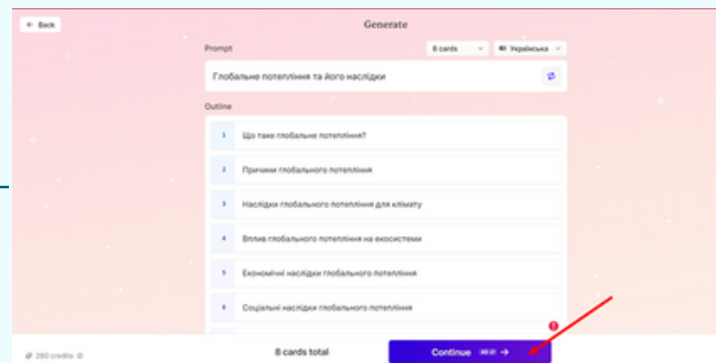 ← Back
Generate
Prompt
8 cards
Українська
Глобальне потепління та його наслідки
Outline
1 Що таке глобальне потепління?
2 Причини глобального потепління
3 Наслідки глобального потепління для клімату
4 Вплив глобального потепління на екосистеми
5 Економічні наслідки глобального потепління
6 Соціальні наслідки глобального потепління
260 credits
8 cards total
Continue →